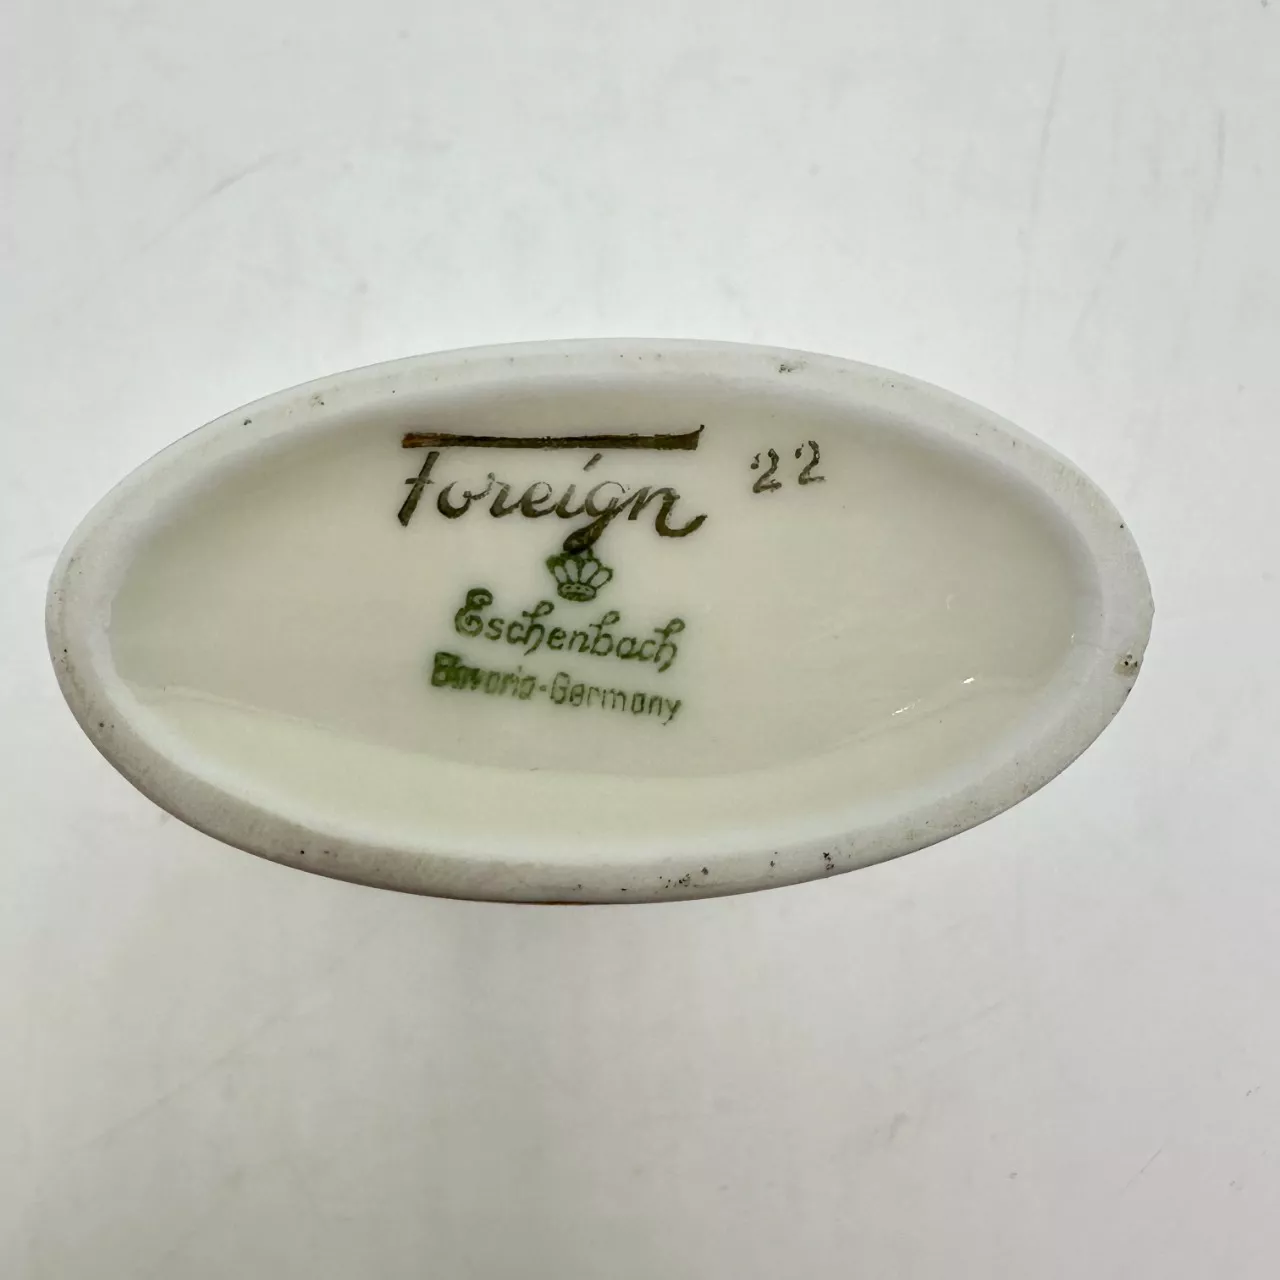 Foreign 22
Eschenbach
Bavaria-Germany